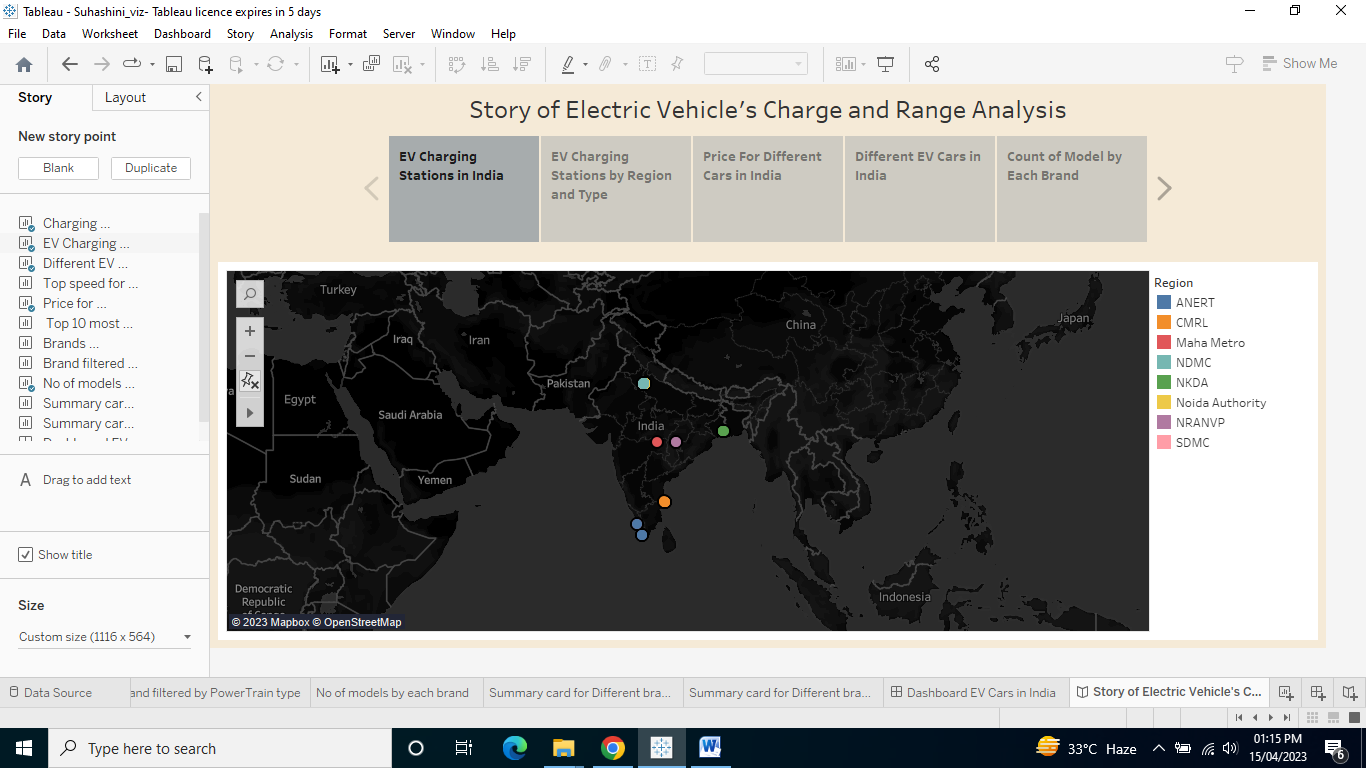 Tableau - Suhashini_viz- Tableau licence expires in 5 days
File Data Worksheet Dashboard Story Analysis Format Server Window Help
Show Me
Story Layout
New story point
Blank Duplicate
Charging ...
EV Charging ...
Different EV ...
Top speed for ...
Price for ...
Top 10 most ...
Brands ...
Brand filtered ...
No of models ...
Summary car...
Summary car...
A Drag to add text
Show title
Size
Custom size (1116 x 564)
Story of Electric Vehicle's Charge and Range Analysis
EV Charging
Stations in India
EV Charging
Stations by Region
and Type
Price For Different
Cars in India
Different EV Cars in
India
Count of Model by
Each Brand
Turkey
China
Japan
Iraq
Iran
Pakistan
Egypt
Saudi Arabia
India
Sudan
Yemen
Democratic
Republic
Indonesia
© 2023 Mapbox © OpenStreetMap
Region
ANERT
CMRL
Maha Metro
NDMC
NKDA
Noida Authority
NRANVP
SDMC
Data Source and filtered by PowerTrain type No of models by each brand Summary card for Different bra... Summary card for Different bra... Dashboard EV Cars in India Story of Electric Vehicle's C...
Type here to search
33°C Haze
01:15 PM
15/04/2023
6